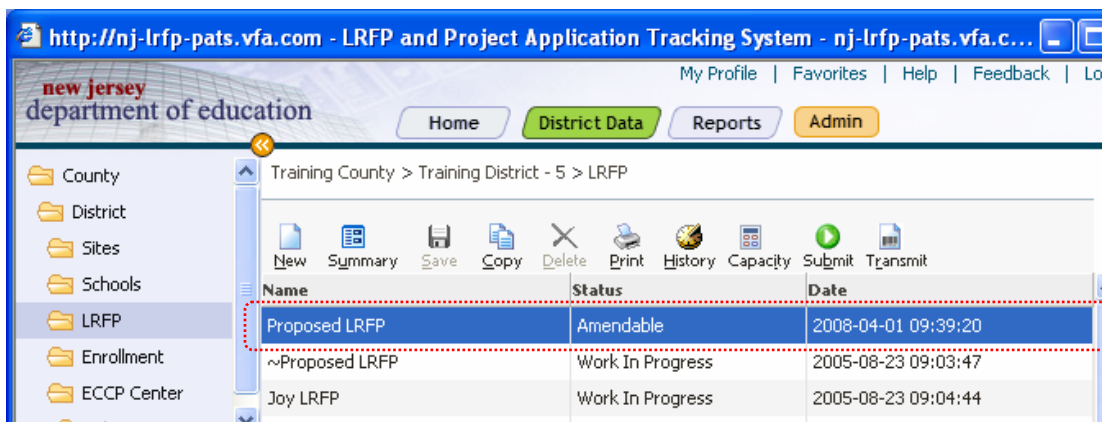 http://nj-lrfp-pats.vfa.com - LRFP and Project Application Tracking System - nj-lrfp-pats.vfa.c...
My Profile | Favorites | Help | Feedback | Lo
new jersey
department of education
Home District Data Reports Admin
County
Training County > Training District - 5 > LRFP
District
Sites
Schools
LRFP
Enrollment
ECCP Center
New Summary Save Copy Delete Print History Capacity Submit Transmit
Name Status Date
Proposed LRFP Amendable 2008-04-01 09:39:20
~Proposed LRFP Work In Progress 2005-08-23 09:03:47
Joy LRFP Work In Progress 2005-08-23 09:04:44